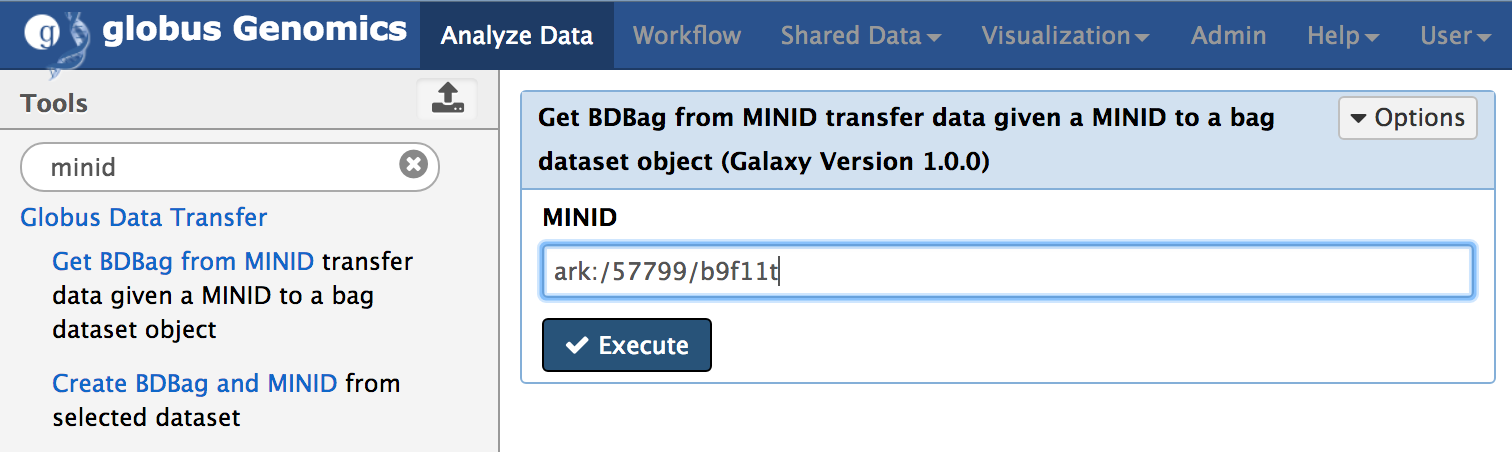 g globus Genomics
Analyze Data Workflow Shared Data Visualization Admin Help User
Tools
minid
Globus Data Transfer
Get BDBag from MINID transfer
data given a MINID to a bag
dataset object
Create BDBag and MINID from
selected dataset
Get BDBag from MINID transfer data given a MINID to a bag
dataset object (Galaxy Version 1.0.0)
Options
MINID
ark:/57799/b9f11t
Execute